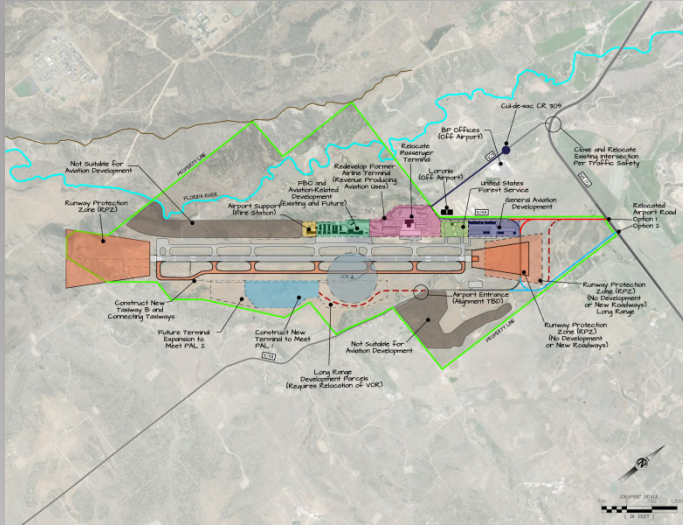 Cul-de-sac CR 309
BP Offices
(Off Airport)
Close and Relocate
Existing Intersection
Per Traffic Safety
Relocate
Passenger
Terminal
Not Suitable for
Aviation Development
PROPERTY LINE
Redevelop Former
Airline Terminal
(Revenue Producing
Aviation Uses)
Loronix
(Off Airport)
FBO and
Aviation-Related
Development
(Existing and Future)
United States
Forest Service
FLORIDA RIVER
Airport Support
(Fire Station)
General Aviation
Development
Runway Protection
Zone (RPZ)
Relocated
Airport Road
Option 1
Option 2
VOR
Construct New
Taxiway B and
Connecting Taxiways
Airport Entrance
(Alignment TBD)
Runway Protection
Zone (RPZ)
(No Development
or New Roadways)
Long Range
Future Terminal
Expansion to
Meet PAL 2
Construct New
Terminal to Meet
PAL 1
Not Suitable for
Aviation Development
PROPERTY LINE
Runway Protection
Zone (RPZ)
(No Development
or New Roadways)
Long Range
Development Parcels
(Requires Relocation of VOR)
GRAPHIC SCALE
( IN FEET )